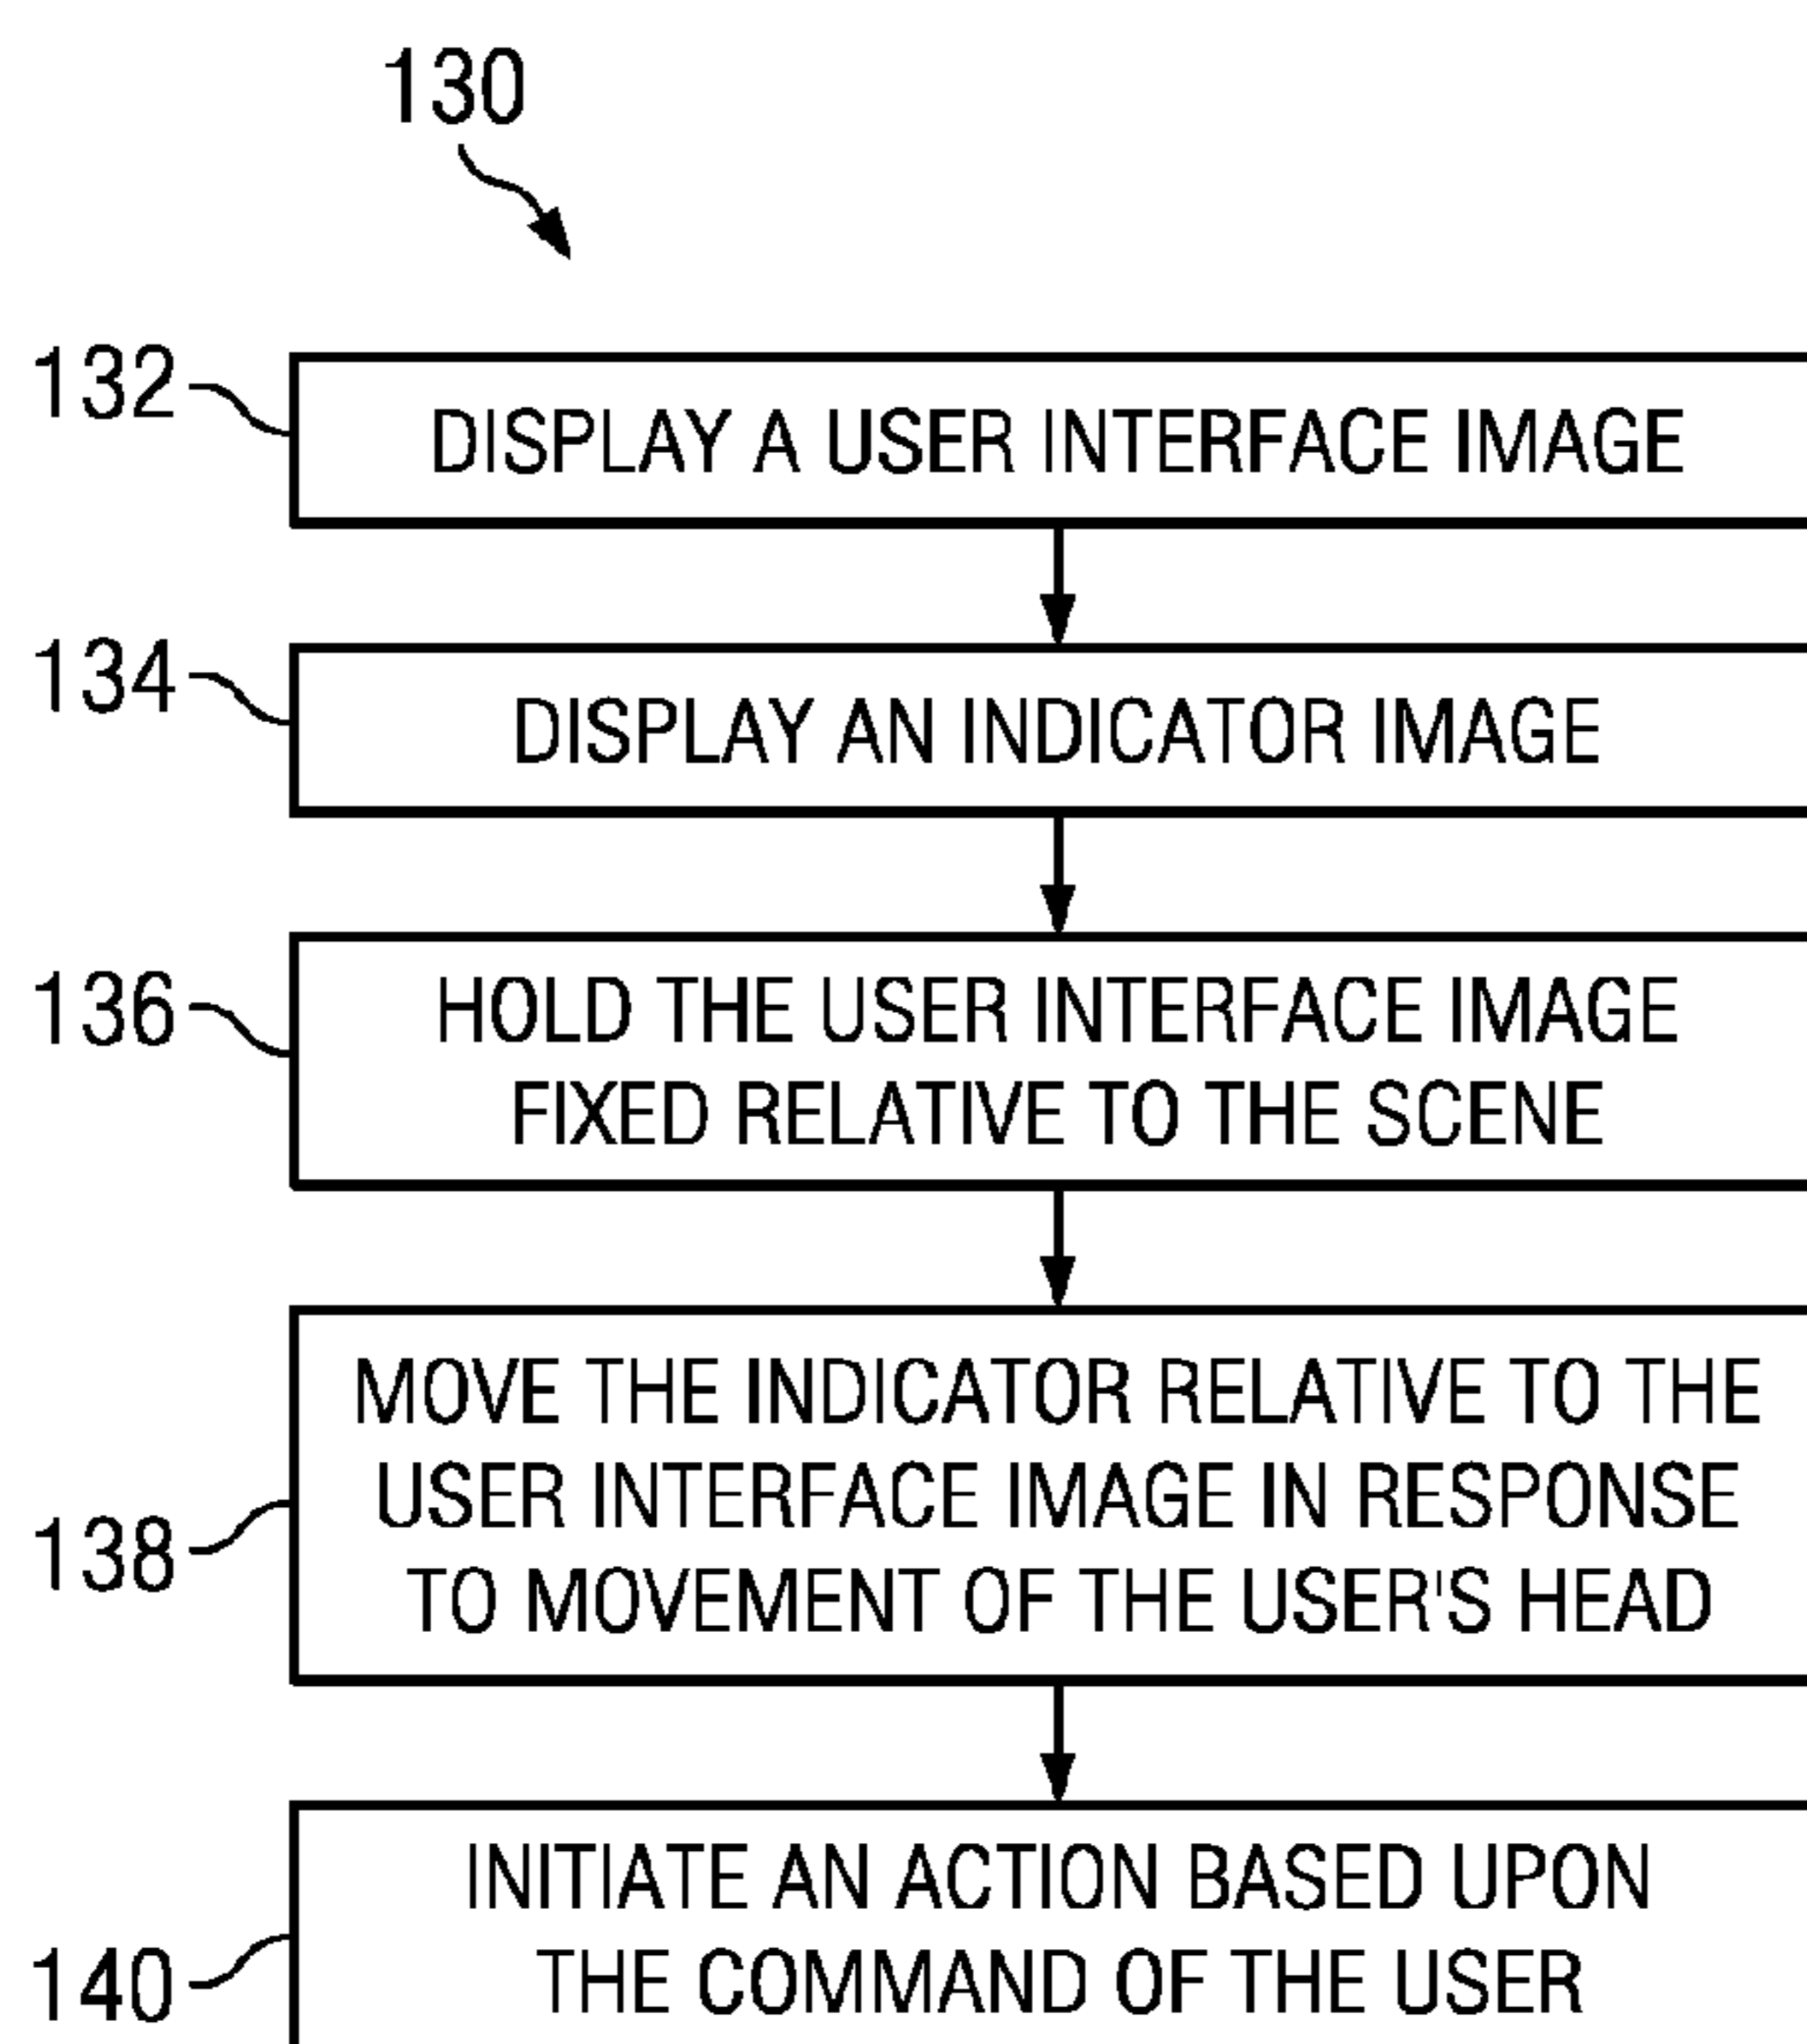 130
132
DISPLAY A USER INTERFACE IMAGE
134
DISPLAY AN INDICATOR IMAGE
136
HOLD THE USER INTERFACE IMAGE
FIXED RELATIVE TO THE SCENE
138
MOVE THE INDICATOR RELATIVE TO THE
USER INTERFACE IMAGE IN RESPONSE
TO MOVEMENT OF THE USER'S HEAD
140
INITIATE AN ACTION BASED UPON
THE COMMAND OF THE USER